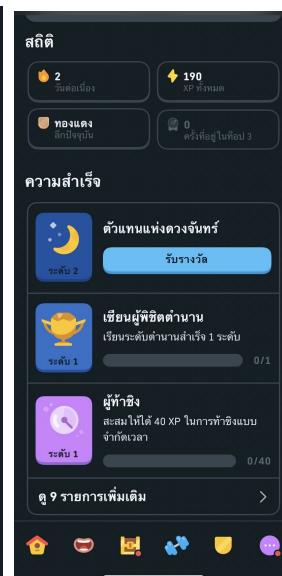 สถิติ
2
วันต่อเนื่อง
190
XP ทั้งหมด
ทองแดง
ลีกปัจจุบัน
0
ครั้งที่อยู่ในท็อป 3
ความสำเร็จ
ระดับ 2
ตัวแทนแห่งดวงจันทร์
รับรางวัล
ระดับ 1
เซียนผู้พิชิตตำนาน
เรียนระดับตำนานสำเร็จ 1 ระดับ
0/1
ระดับ 1
ผู้ท้าชิง
สะสมให้ได้ 40 XP ในการท้าชิงแบบ
จำกัดเวลา
0/40
ดู 9 รายการเพิ่มเติม